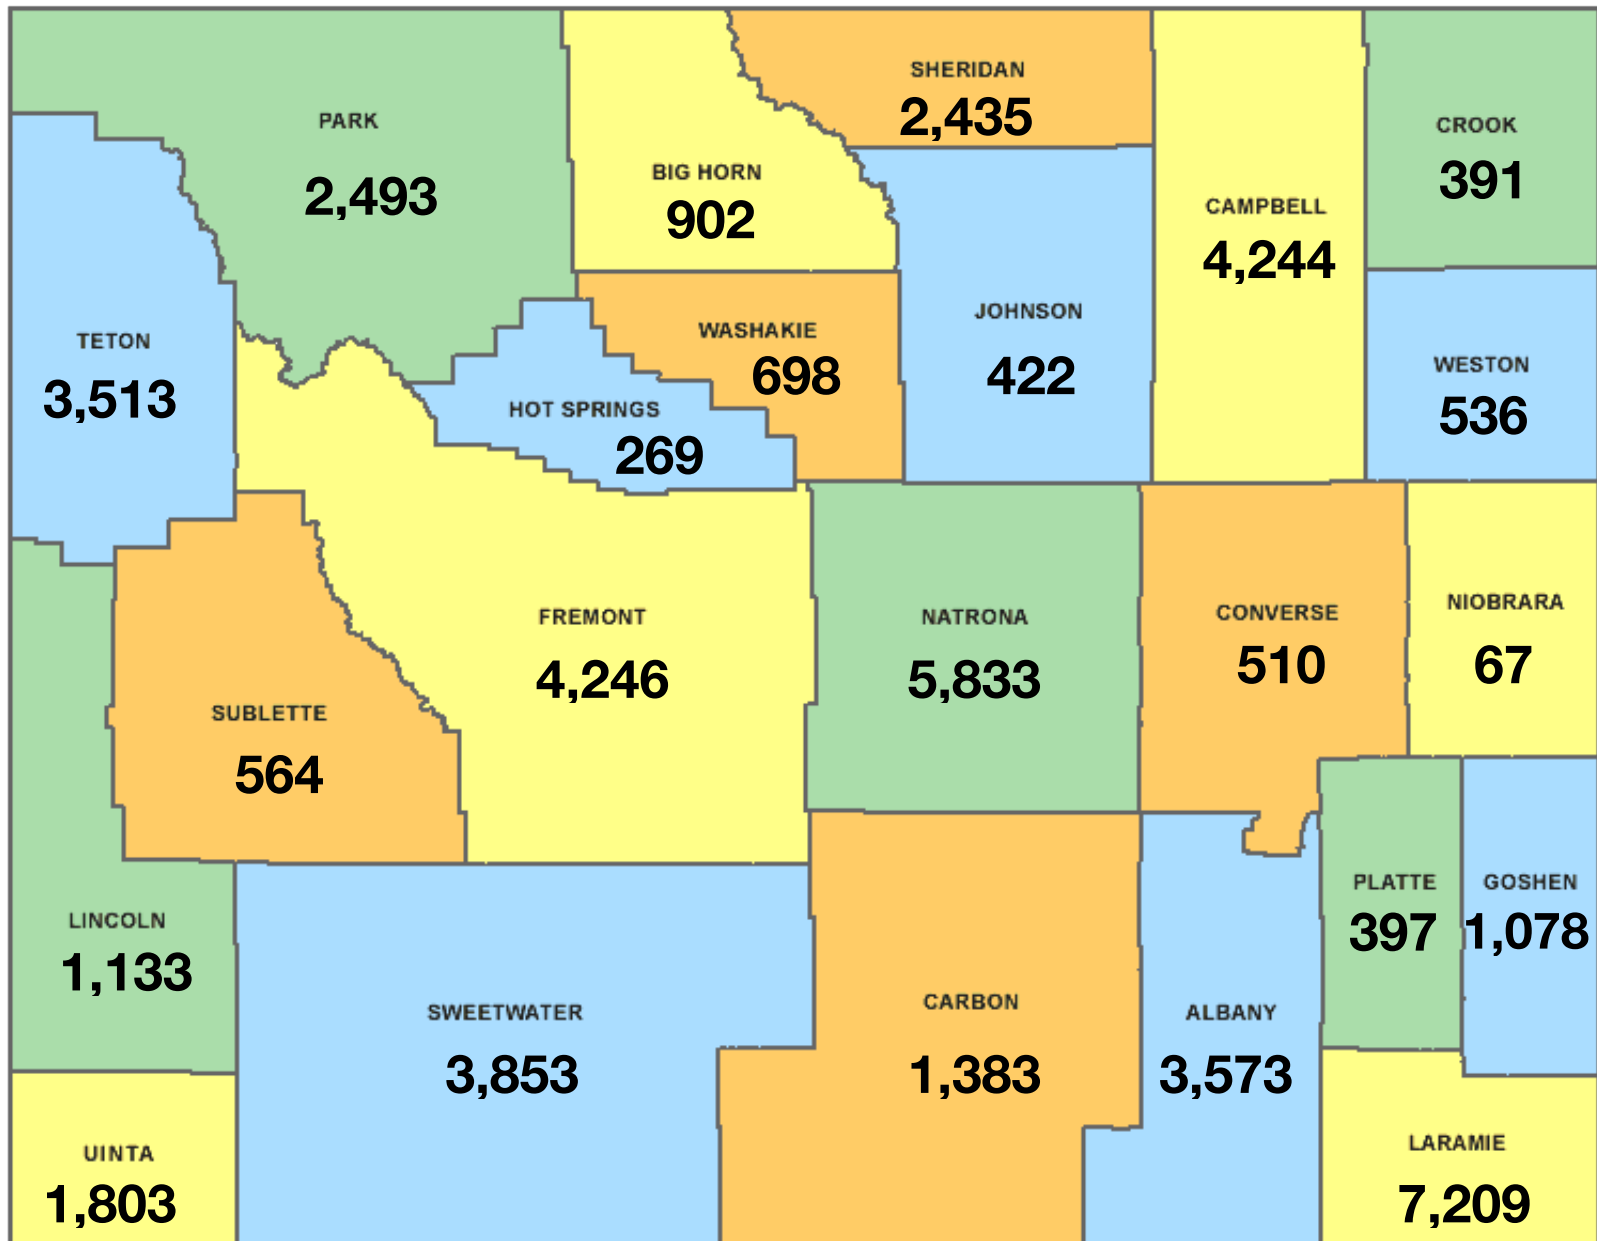 PARK
2,493
BIG HORN
902
SHERIDAN
2,435
CAMPBELL
4,244
CROOK
391
TETON
3,513
HOT SPRINGS
269
WASHAKIE
698
JOHNSON
422
WESTON
536
SUBLETTE
564
FREMONT
4,246
NATRONA
5,833
CONVERSE
510
NIOBRARA
67
LINCOLN
1,133
SWEETWATER
3,853
CARBON
1,383
ALBANY
3,573
PLATTE
397
GOSHEN
1,078
UINTA
1,803
LARAMIE
7,209